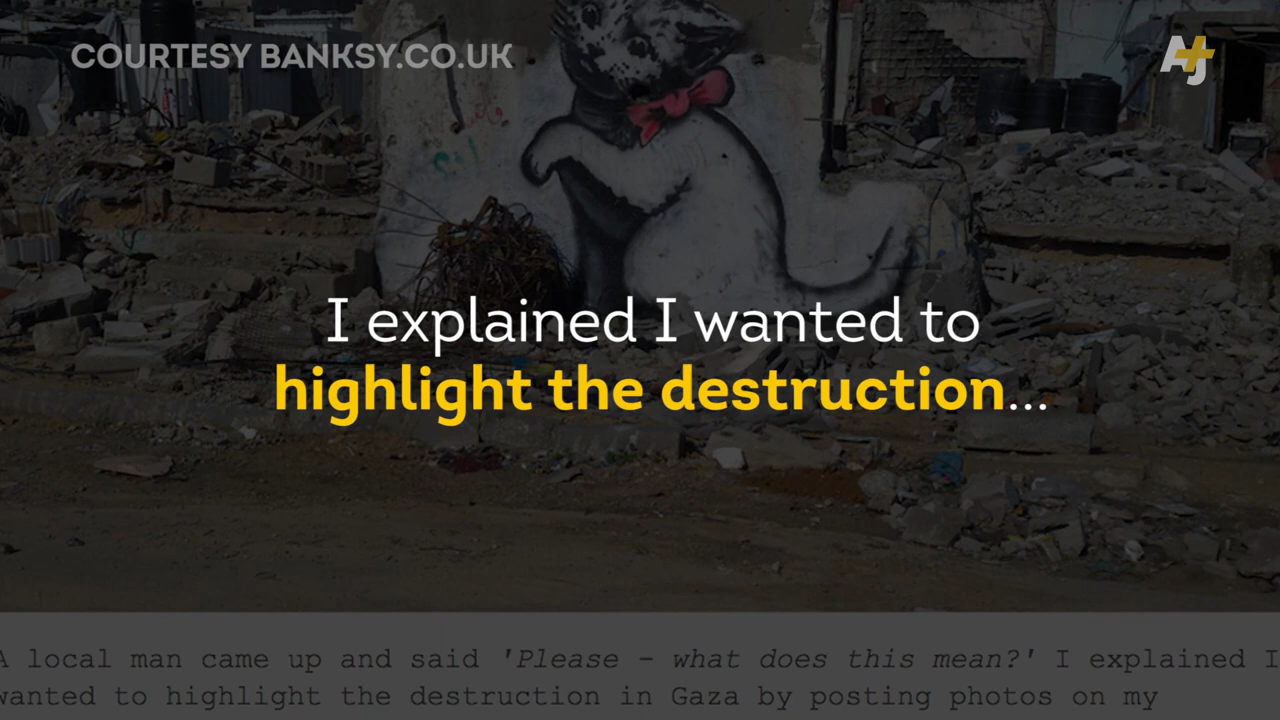 COURTESY BANKSY.CO.UK
AJ+
I explained I wanted to
highlight the destruction...
A local man came up and said 'Please – what does this mean?' I explained I
wanted to highlight the destruction in Gaza by posting photos on my